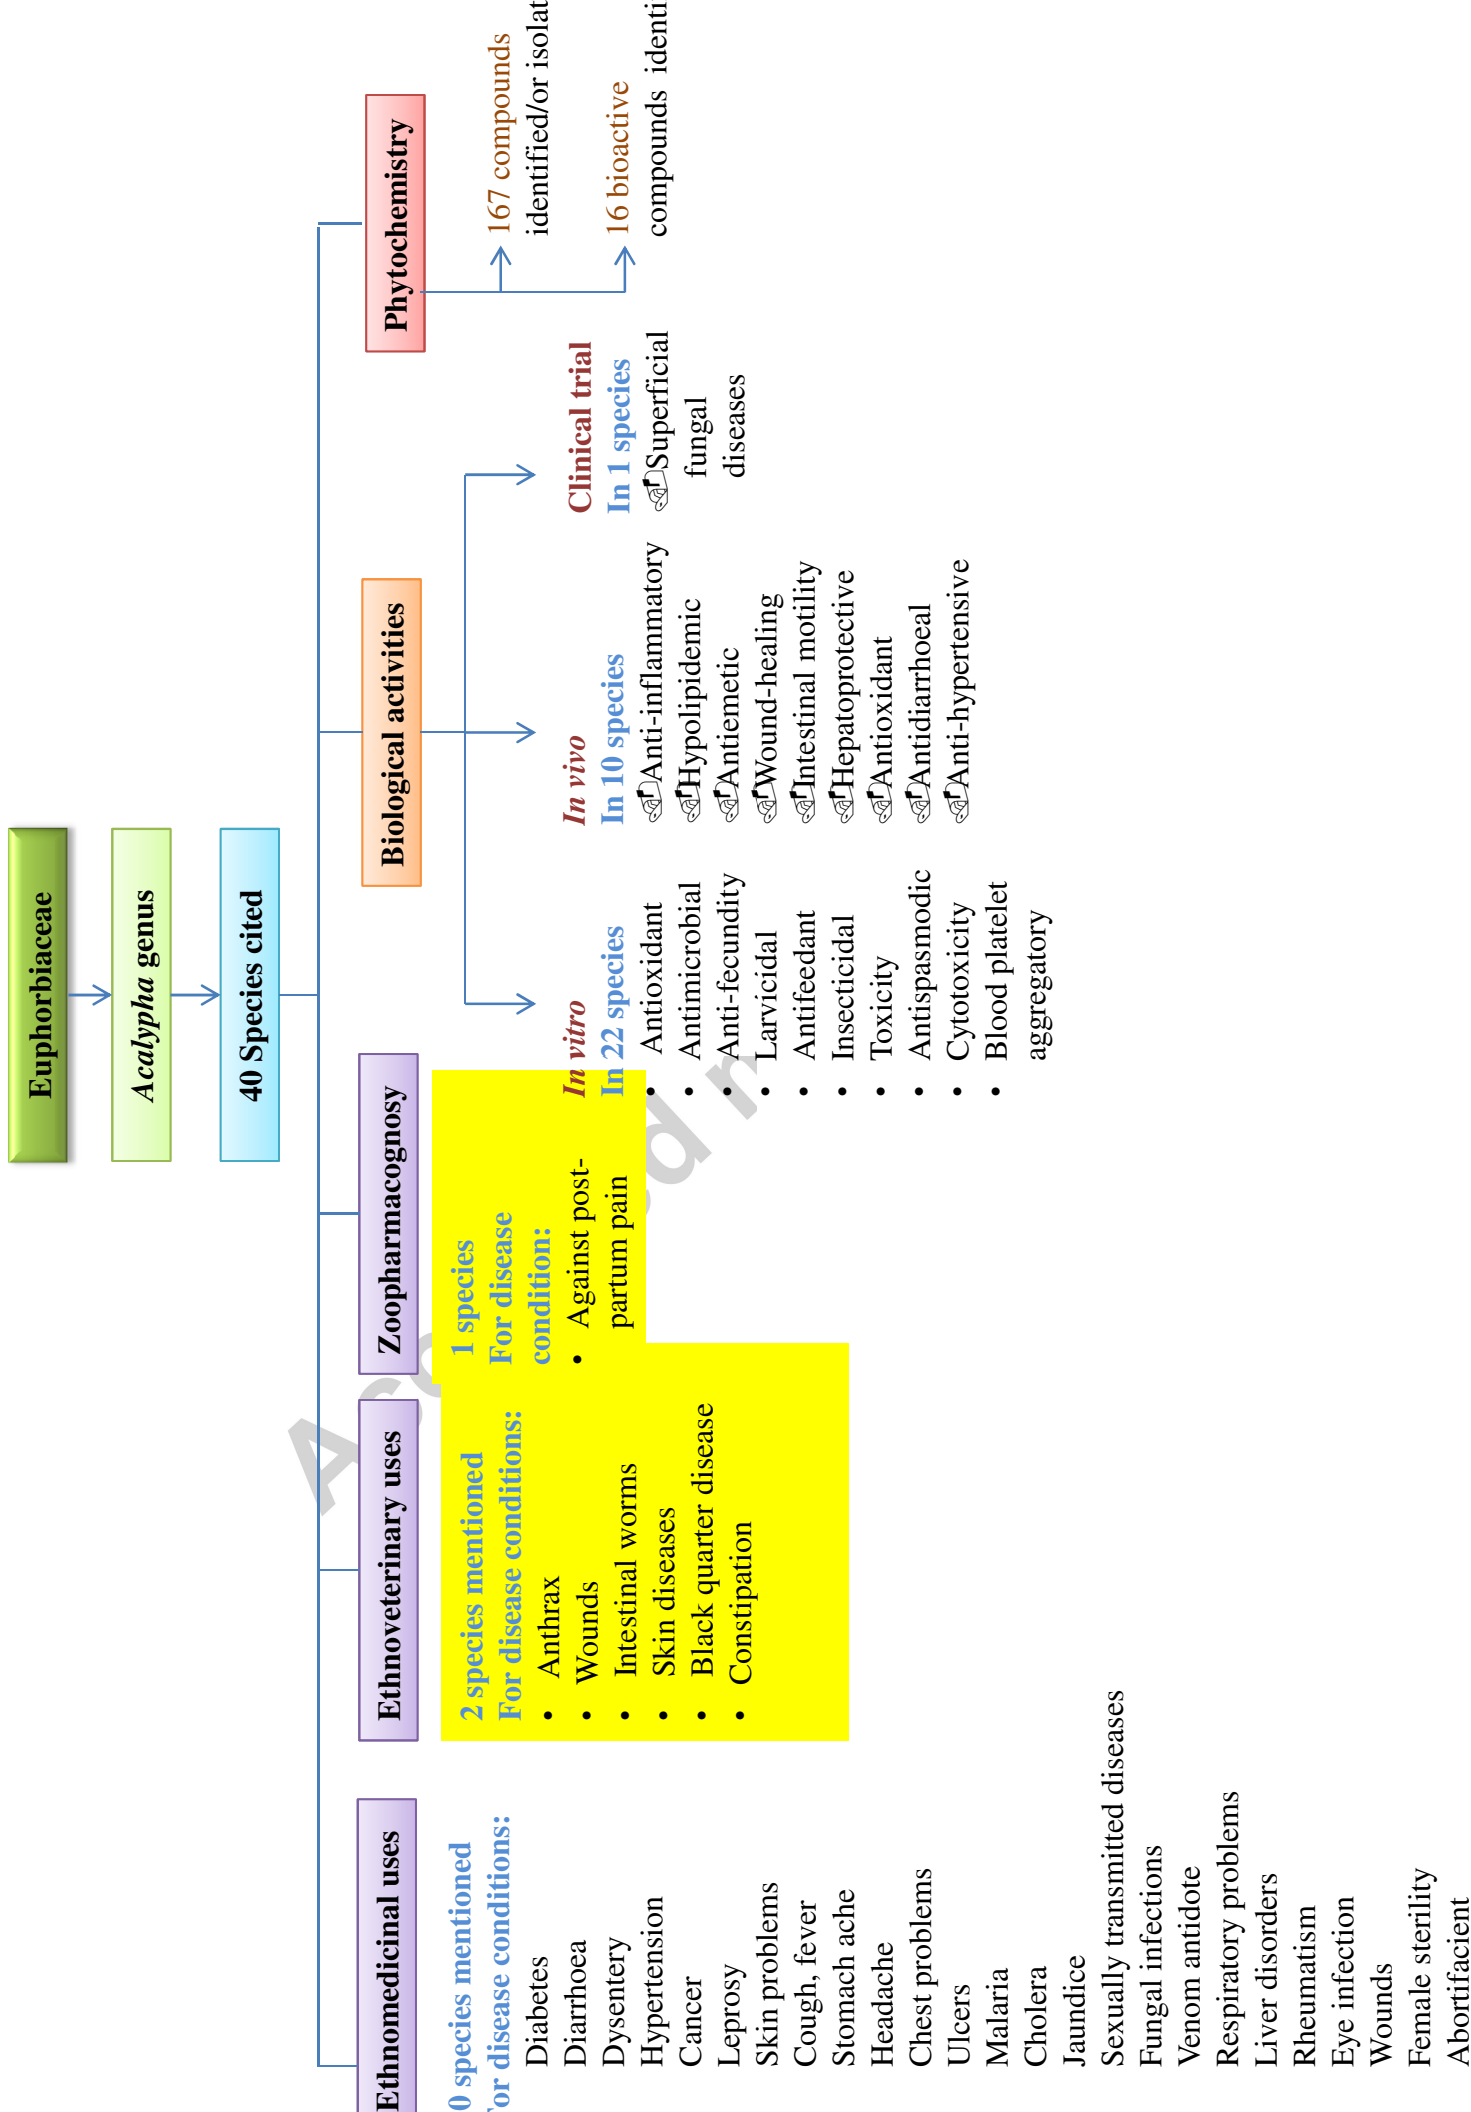 Euphorbiaceae
Acalypha genus
40 Species cited
Ethnomedicinal uses
0 species mentioned
or disease conditions:
Diabetes
Diarrhoea
Dysentery
Hypertension
Cancer
Leprosy
Skin problems
Cough, fever
Stomach ache
Headache
Chest problems
Ulcers
Malaria
Cholera
Jaundice
Sexually transmitted diseases
Fungal infections
Venom antidote
Respiratory problems
Liver disorders
Rheumatism
Eye infection
Wounds
Female sterility
Abortifacient
Ethnoveterinary uses
2 species mentioned
For disease conditions:
• Anthrax
• Wounds
• Intestinal worms
• Skin diseases
• Black quarter disease
• Constipation
Zoopharmacognosy
1 species
For disease
condition:
• Against post-
partum pain
Biological activities
In vitro
In 22 species
• Antioxidant
• Antimicrobial
• Anti-fecundity
• Larvicidal
• Antifeedant
• Insecticidal
• Toxicity
• Antispasmodic
• Cytotoxicity
• Blood platelet
aggregatory
In vivo
In 10 species
Anti-inflammatory
Hypolipidemic
Antiemetic
Wound-healing
Intestinal motility
Hepatoprotective
Antioxidant
Antidiarrhoeal
Anti-hypertensive
Clinical trial
In 1 species
Superficial
fungal
diseases
Phytochemistry
167 compounds
identified/or isolat
16 bioactive
compounds identi